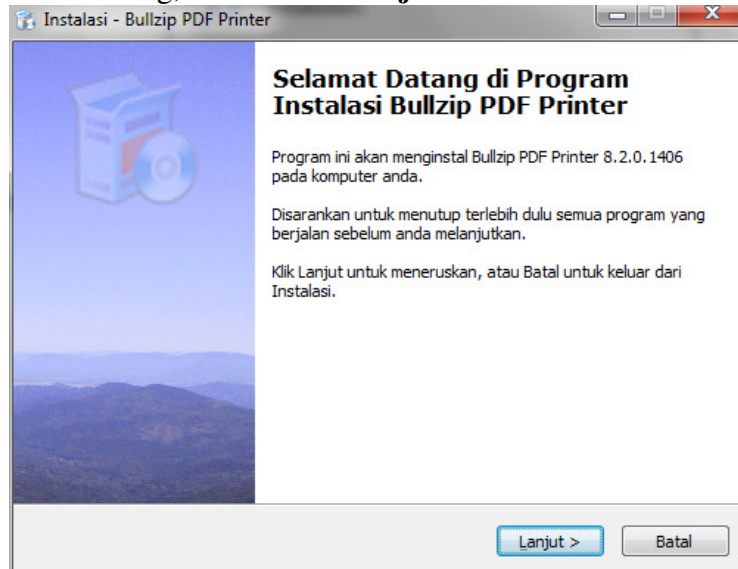 Instalasi - Bullzip PDF Printer
Selamat Datang di Program
Instalasi Bullzip PDF Printer
Program ini akan menginstal Bullzip PDF Printer 8.2.0.1406
pada komputer anda.
Disarankan untuk menutup terlebih dulu semua program yang
berjalan sebelum anda melanjutkan.
Klik Lanjut untuk meneruskan, atau Batal untuk keluar dari
Instalasi.
Lanjut >
Batal